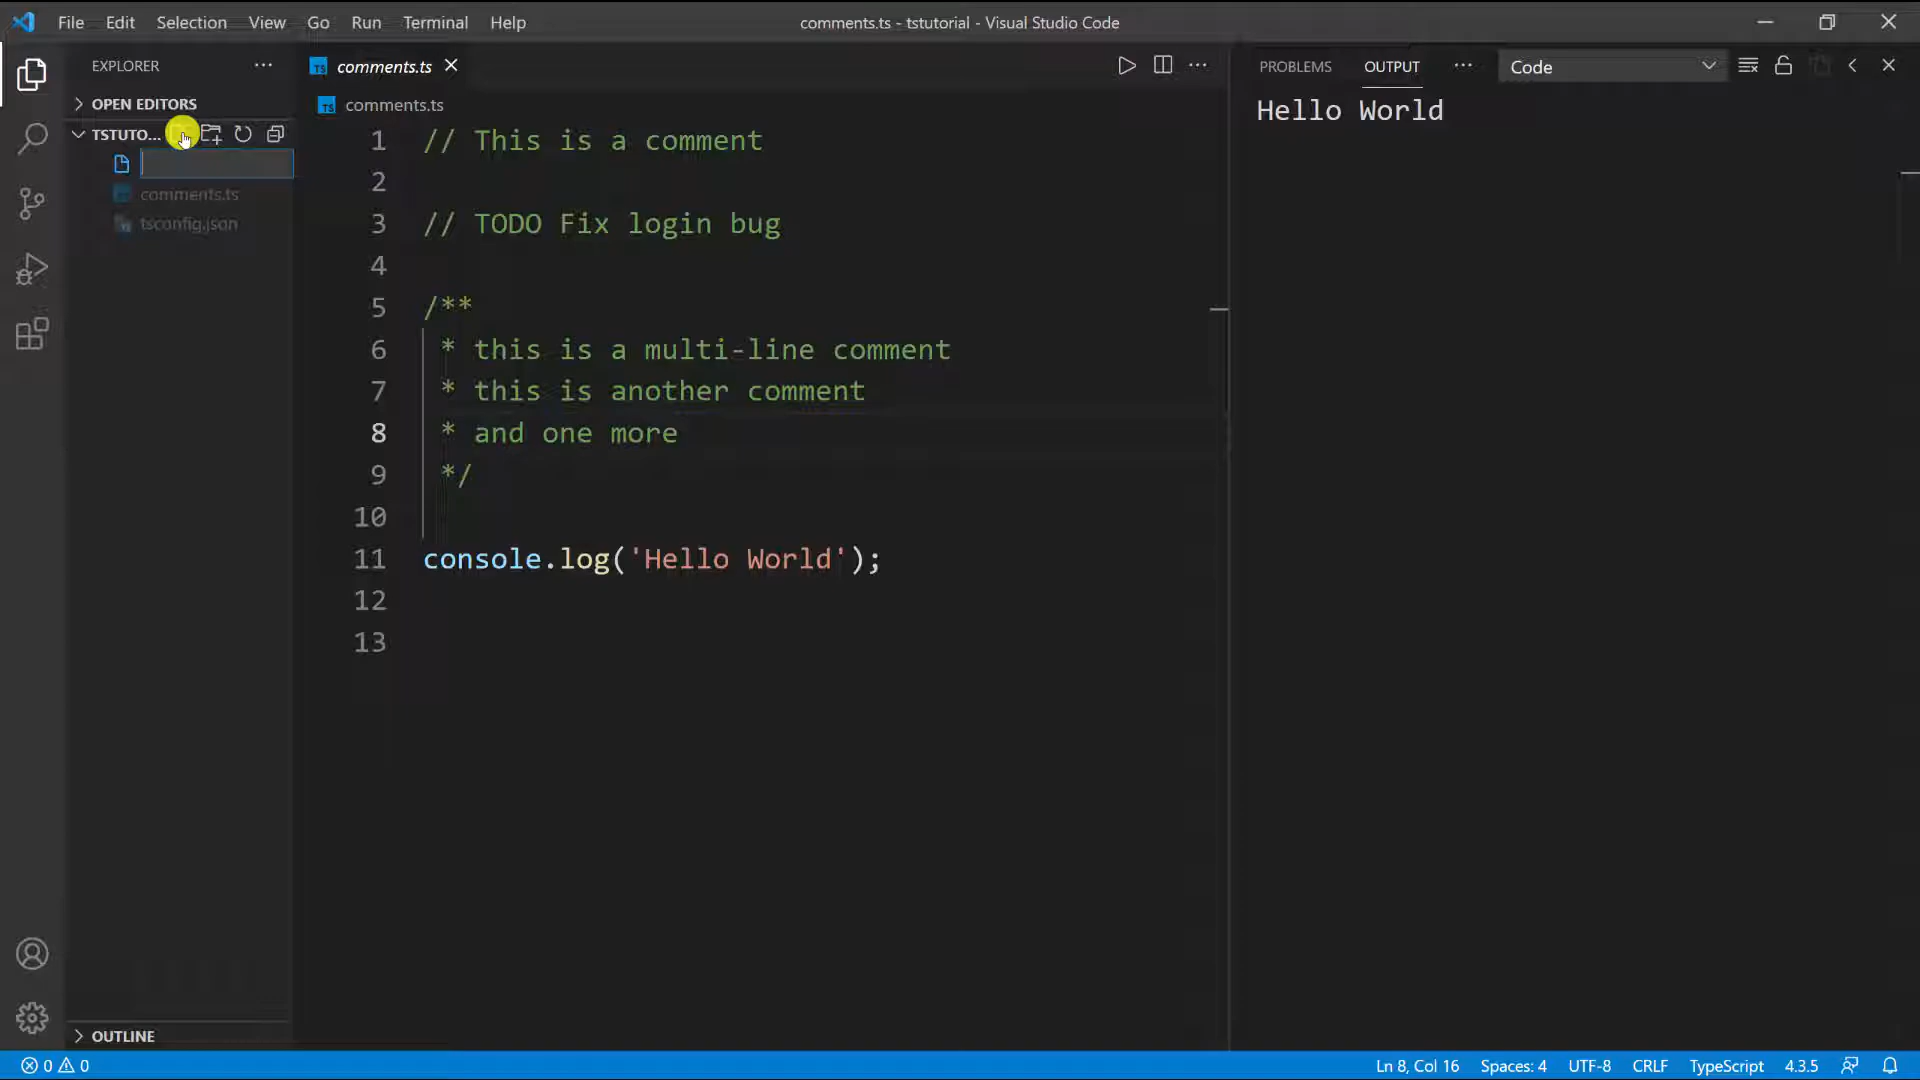 File Edit Selection View Go Run Terminal Help
comments.ts - tstutorial - Visual Studio Code
EXPLORER
OPEN EDITORS
TSTUTO...
comments.ts
tsconfig.json
OUTLINE
comments.ts
comments.ts
1 // This is a comment
2
3 // TODO Fix login bug
4
5 /**
6 * this is a multi-line comment
7 * this is another comment
8 * and one more
9 */
10
11 console.log('Hello World');
12
13
PROBLEMS OUTPUT Code
Hello World
0 0 Ln 8, Col 16 Spaces: 4 UTF-8 CRLF TypeScript 4.3.5